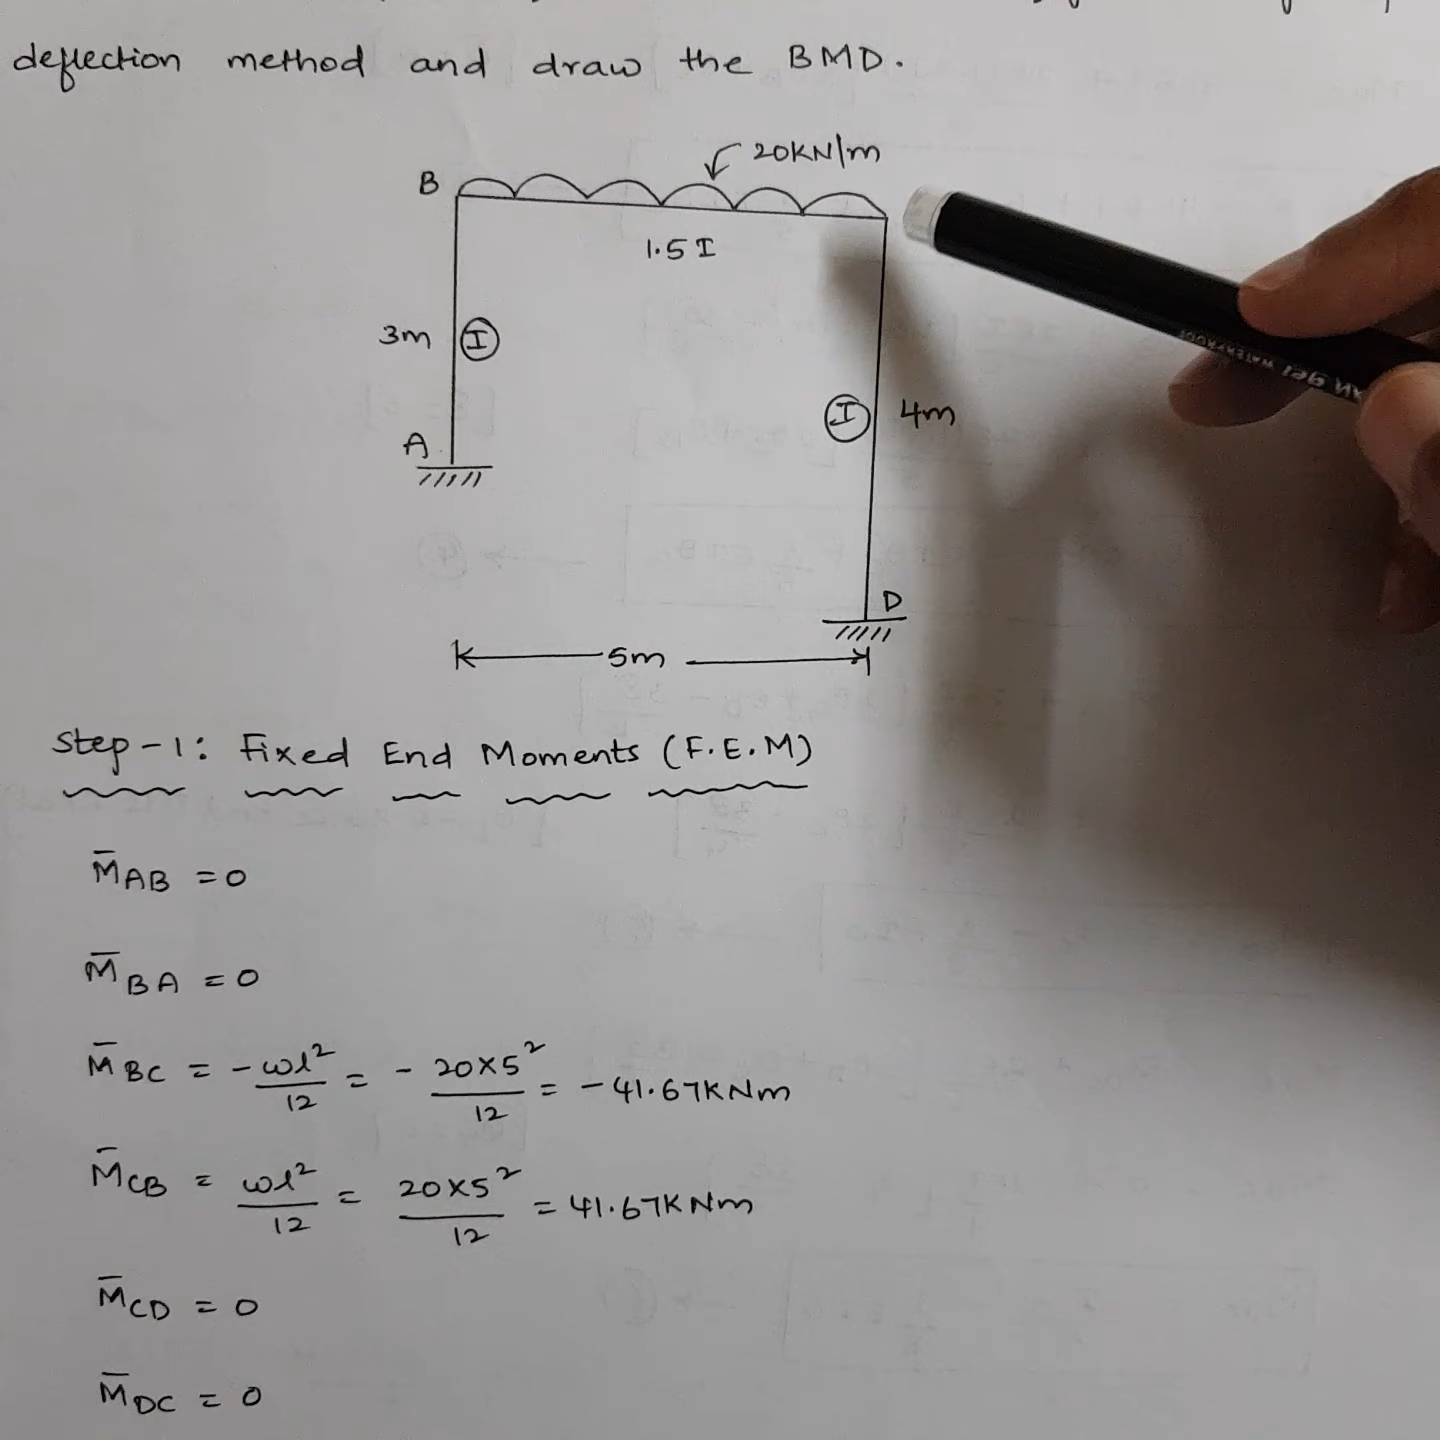 deflection method and draw the BMD.
20KN/m
B
1.5 I
3m
I
I
4m
A
D
5m
Step-1: Fixed End Moments (F.E.M)
M̅AB = 0
M̅BA = 0
M̅BC = -ωl²/12 = - 20×5²/12 = -41.67KNm
M̅CB = ωl²/12 = 20×5²/12 = 41.67KNm
M̅CD = 0
M̅DC = 0